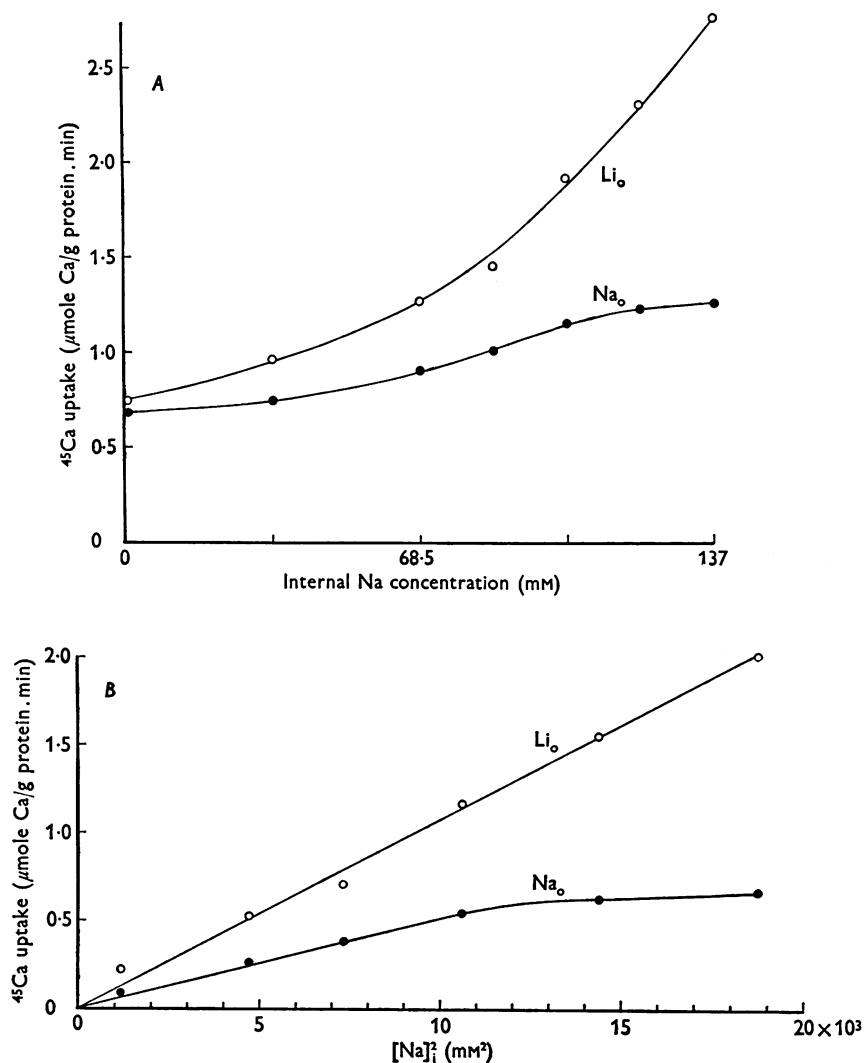 A
⁴⁵Ca uptake (μmole Ca/g protein.min)
2·5
2·0
1·5
1·0
0·5
0
Liₒ
Naₒ
0
68·5
137
Internal Na concentration (mM)
B
⁴⁵Ca uptake (μmole Ca/g protein.min)
2·0
1·5
1·0
0·5
0
Liₒ
Naₒ
0
5
10
15
20 × 10³
[Na]ᵢ² (mM²)